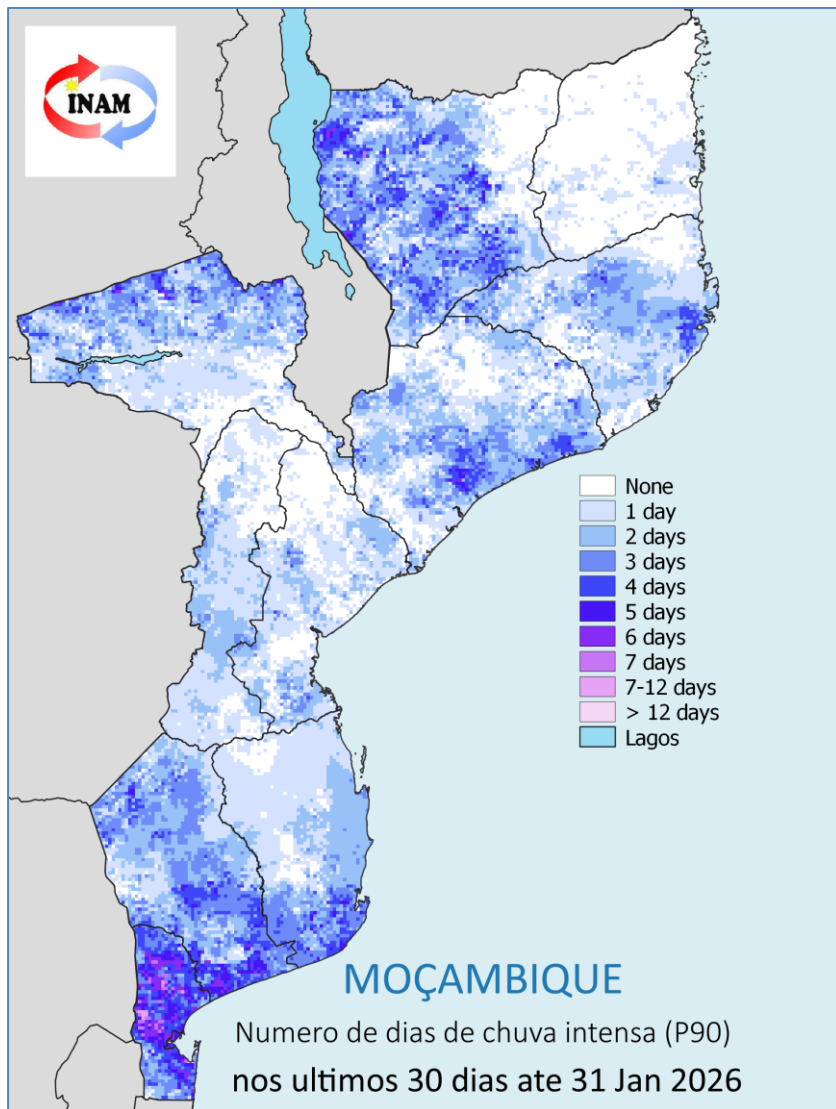 INAM
None
1 day
2 days
3 days
4 days
5 days
6 days
7 days
7-12 days
> 12 days
Lagos
MOÇAMBIQUE
Numero de dias de chuva intensa (P90)
nos ultimos 30 dias ate 31 Jan 2026